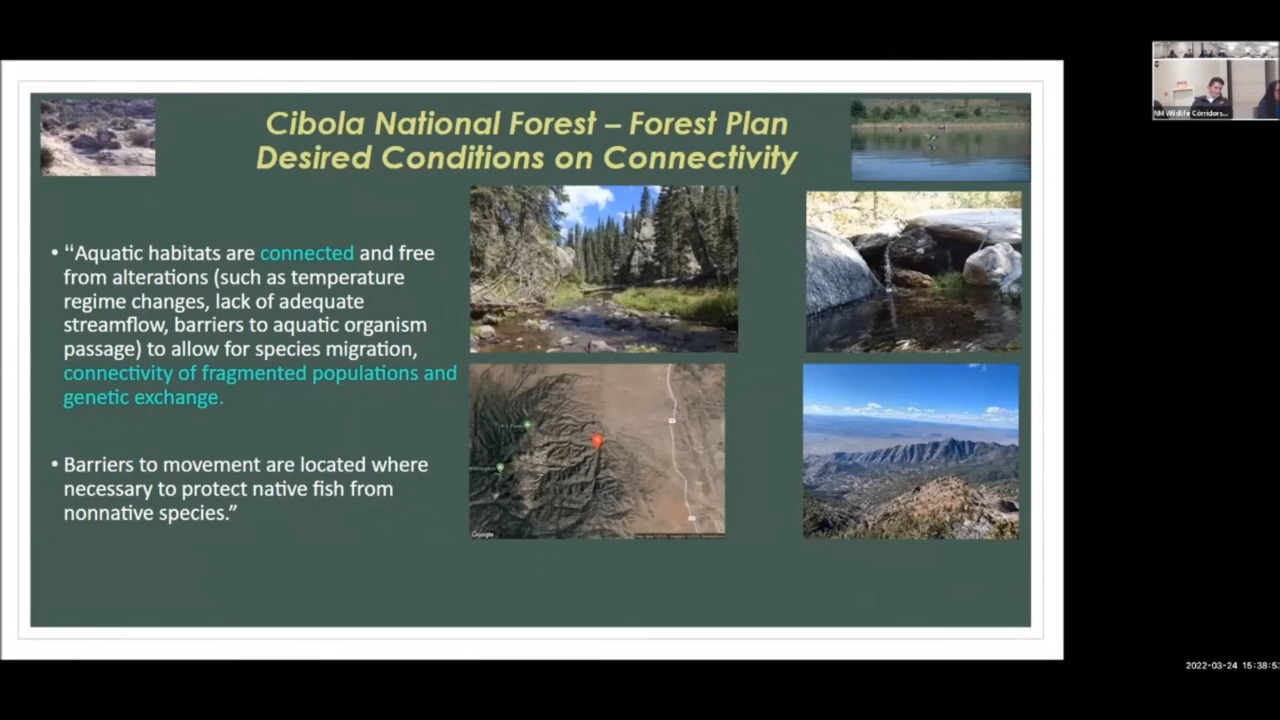 NM Wildlife Corridors...
Cibola National Forest – Forest Plan
Desired Conditions on Connectivity
• “Aquatic habitats are connected and free
from alterations (such as temperature
regime changes, lack of adequate
streamflow, barriers to aquatic organism
passage) to allow for species migration,
connectivity of fragmented populations and
genetic exchange.
• Barriers to movement are located where
necessary to protect native fish from
nonnative species.”
Google
2022-03-24 15:38:53